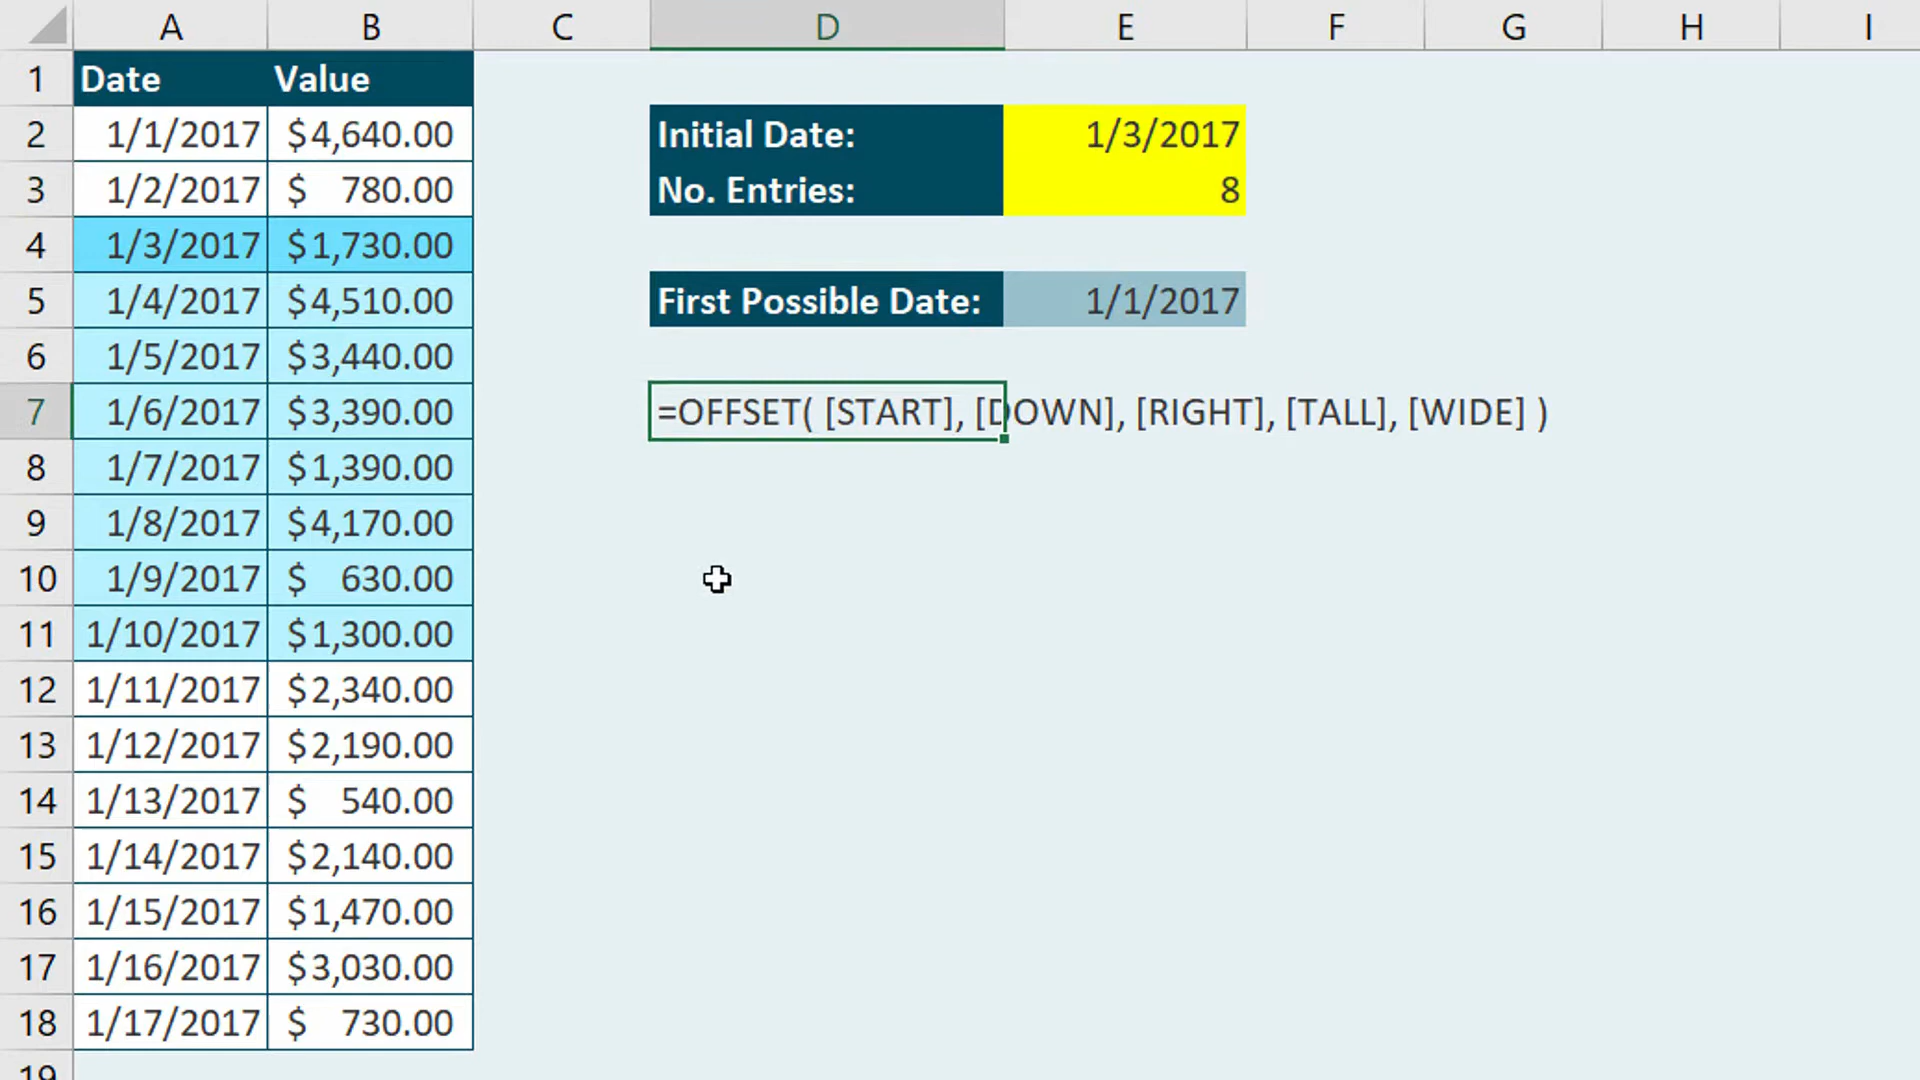 A B C D E F G H I
1 Date Value
2 1/1/2017 $4,640.00 Initial Date: 1/3/2017
3 1/2/2017 $ 780.00 No. Entries: 8
4 1/3/2017 $1,730.00
5 1/4/2017 $4,510.00 First Possible Date: 1/1/2017
6 1/5/2017 $3,440.00
7 1/6/2017 $3,390.00 =OFFSET( [START], [DOWN], [RIGHT], [TALL], [WIDE] )
8 1/7/2017 $1,390.00
9 1/8/2017 $4,170.00
10 1/9/2017 $ 630.00
11 1/10/2017 $1,300.00
12 1/11/2017 $2,340.00
13 1/12/2017 $2,190.00
14 1/13/2017 $ 540.00
15 1/14/2017 $2,140.00
16 1/15/2017 $1,470.00
17 1/16/2017 $3,030.00
18 1/17/2017 $ 730.00
19